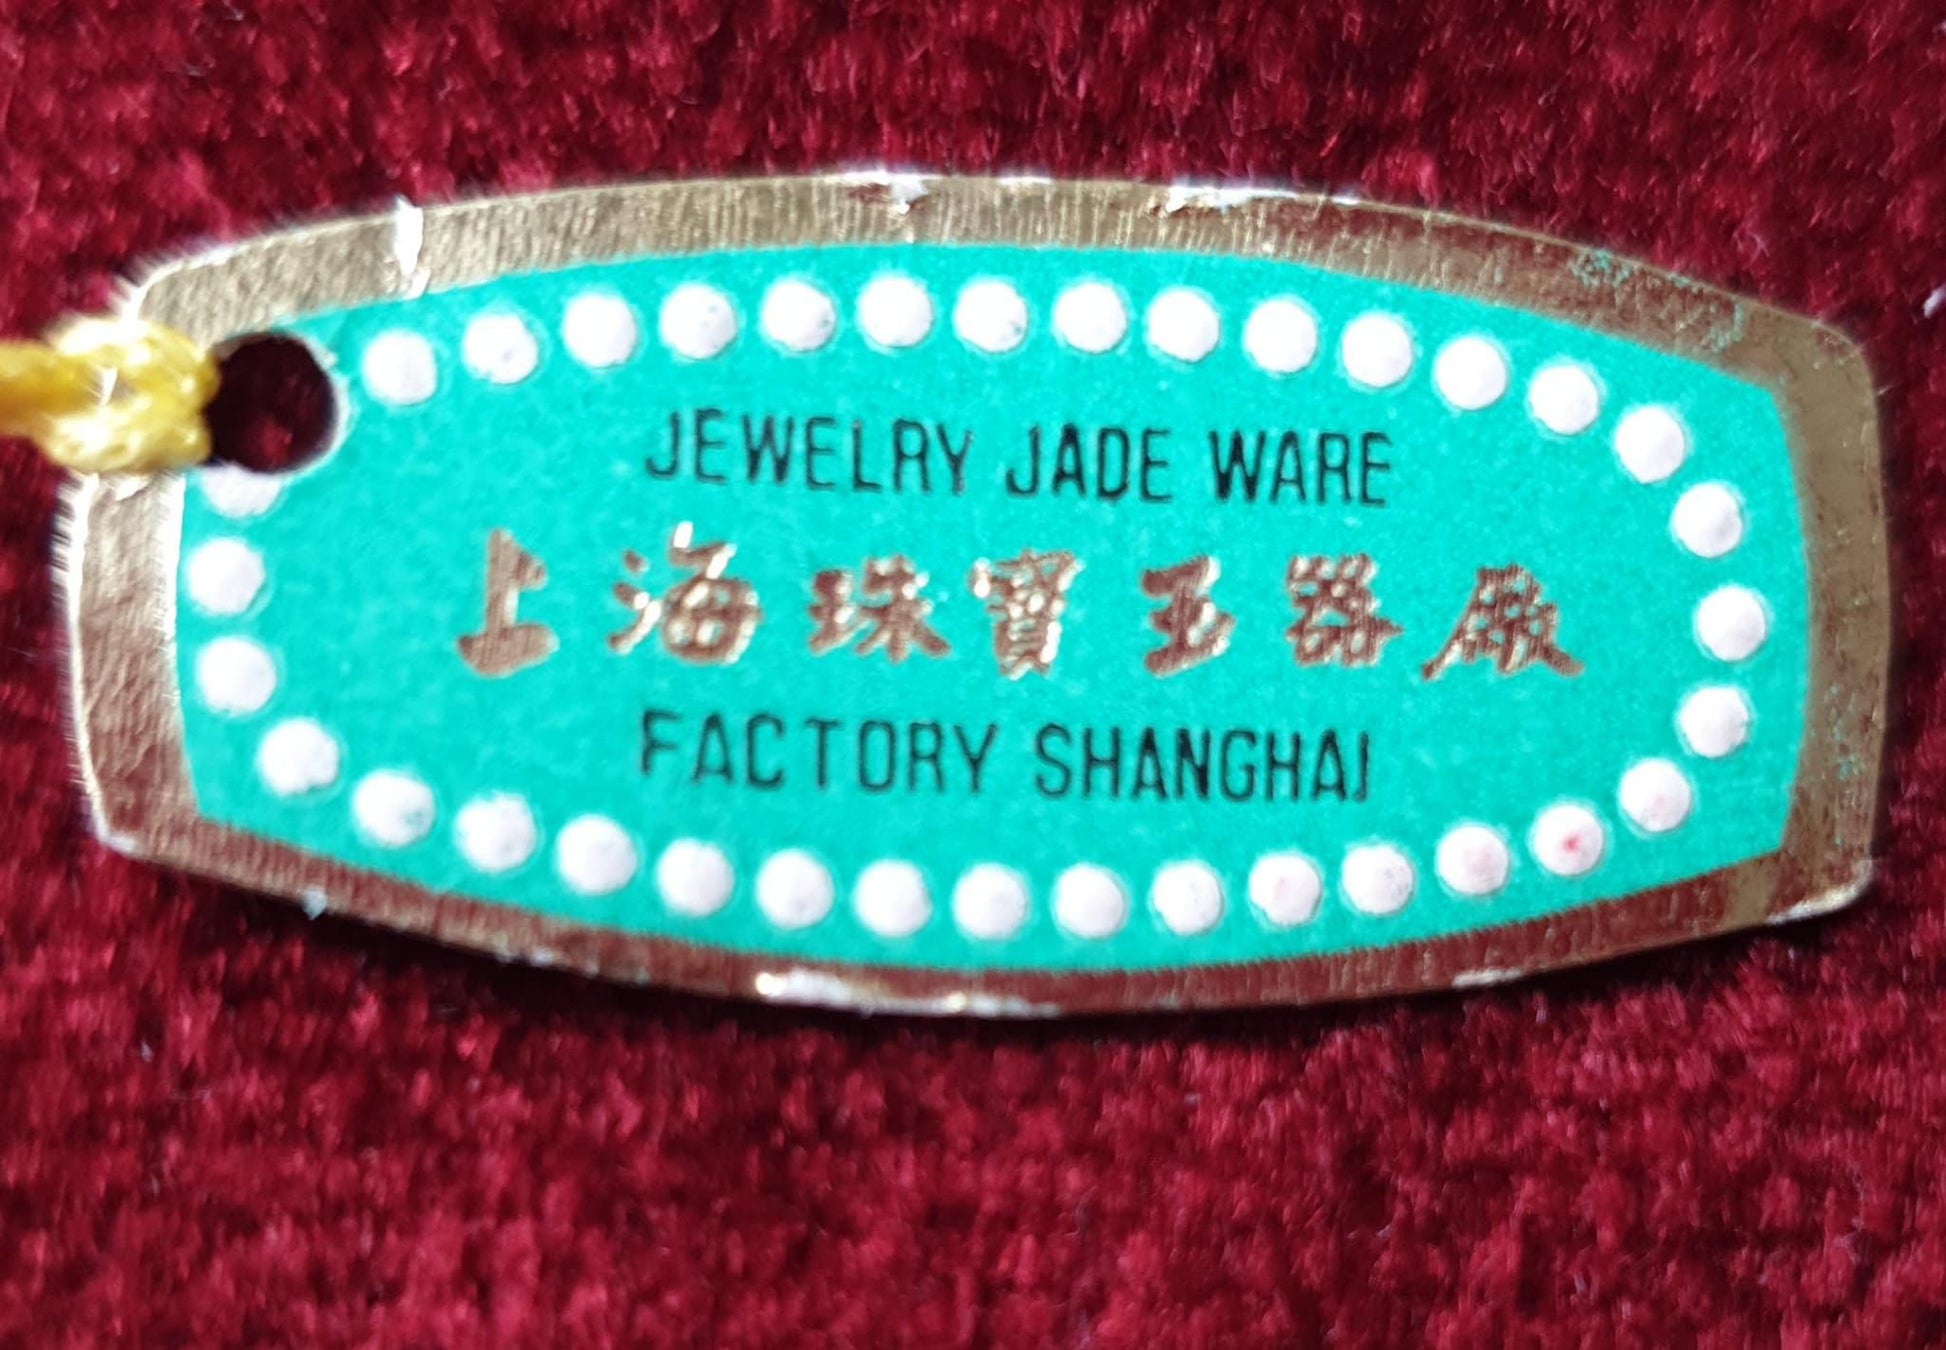 JEWELRY JADE WARE
上海珠寶玉器廠
FACTORY SHANGHAI